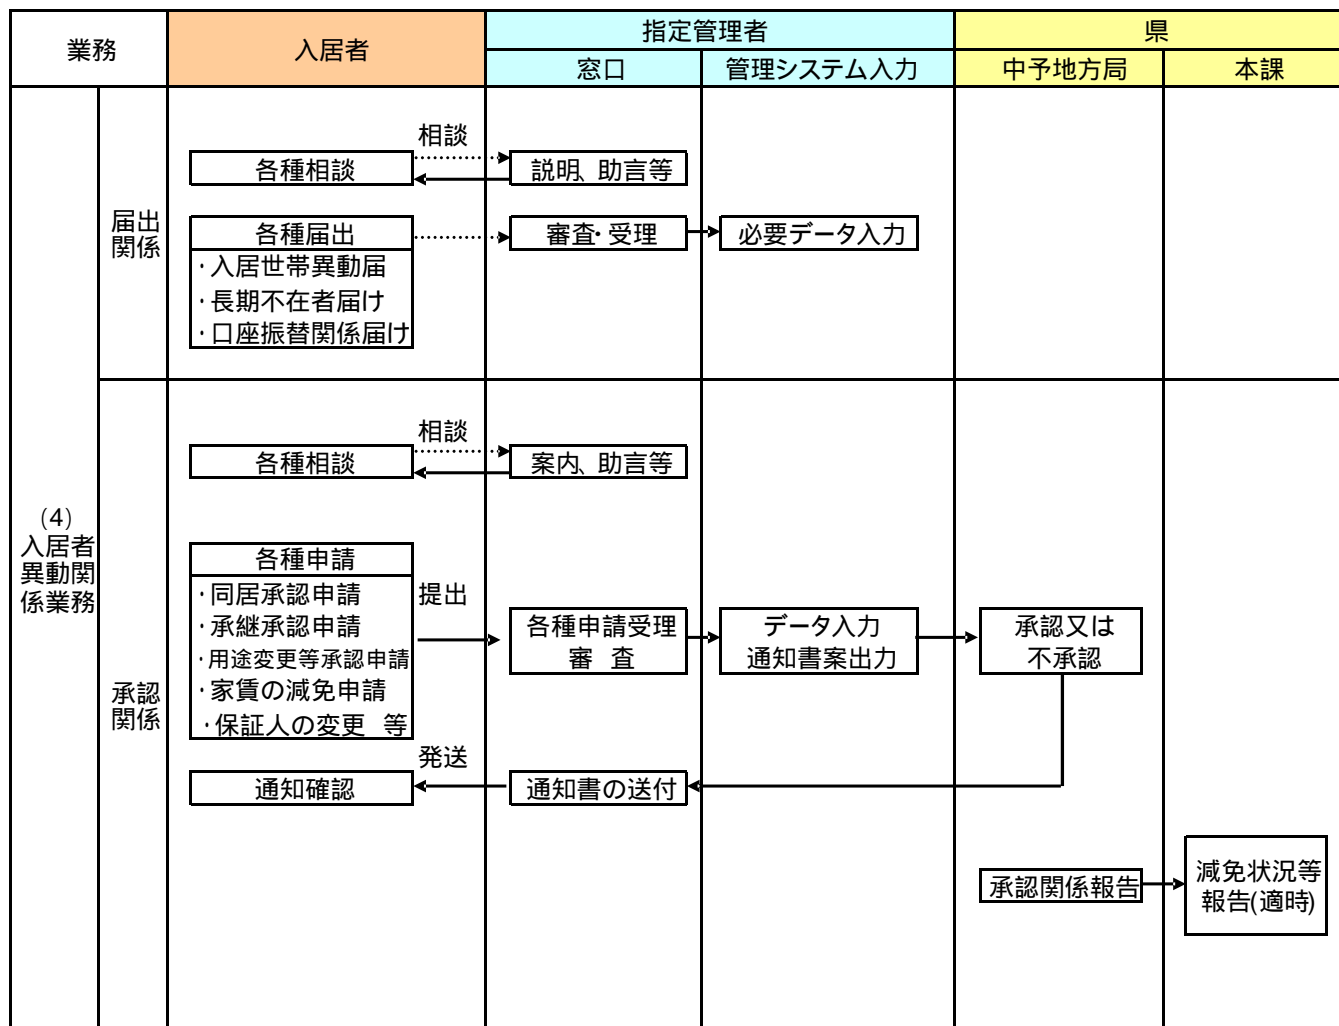 業務
入居者
指定管理者
県
窓口
管理システム入力
中予地方局
本課
(4)
入居者
異動関
係業務
届出
関係
相談
各種相談
説明、助言等
各種届出
・入居世帯異動届
・長期不在者届け
・口座振替関係届け
審査・受理
必要データ入力
承認
関係
相談
各種相談
案内、助言等
各種申請
・同居承認申請
・承継承認申請
・用途変更等承認申請
・家賃の減免申請
・保証人の変更 等
提出
各種申請受理
審 査
データ入力
通知書案出力
承認又は
不承認
発送
通知確認
通知書の送付
承認関係報告
減免状況等
報告(適時)